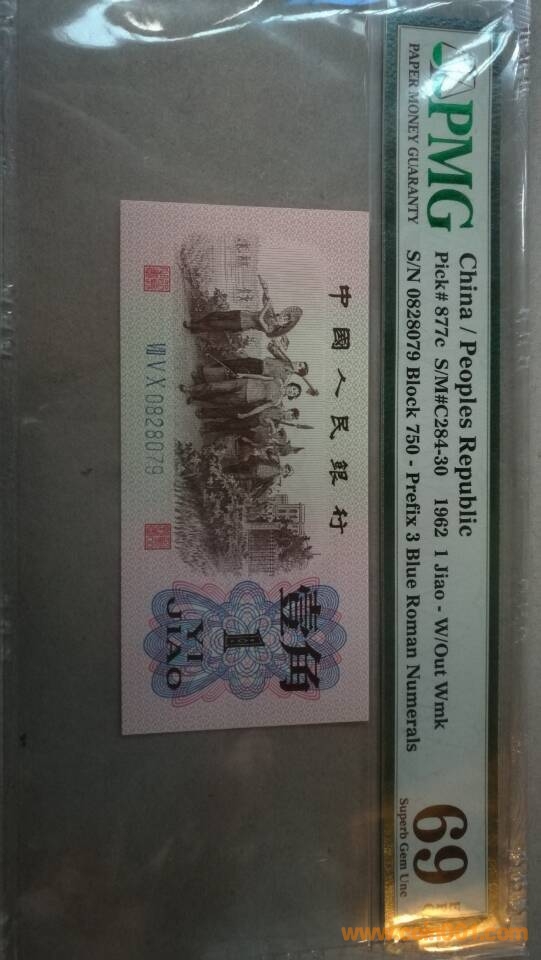 PMG
PAPER MONEY GUARANTY
China / Peoples Republic
Pick# 877c S/M#C284-30 1962 1 Jiao - W/Out Wmk
S/N 0828079 Block 750 - Prefix 3 Blue Roman Numerals
69
Superb Gem Unc
中國人民銀行
壹角
1
YI
JIAO
VII V X 0828079